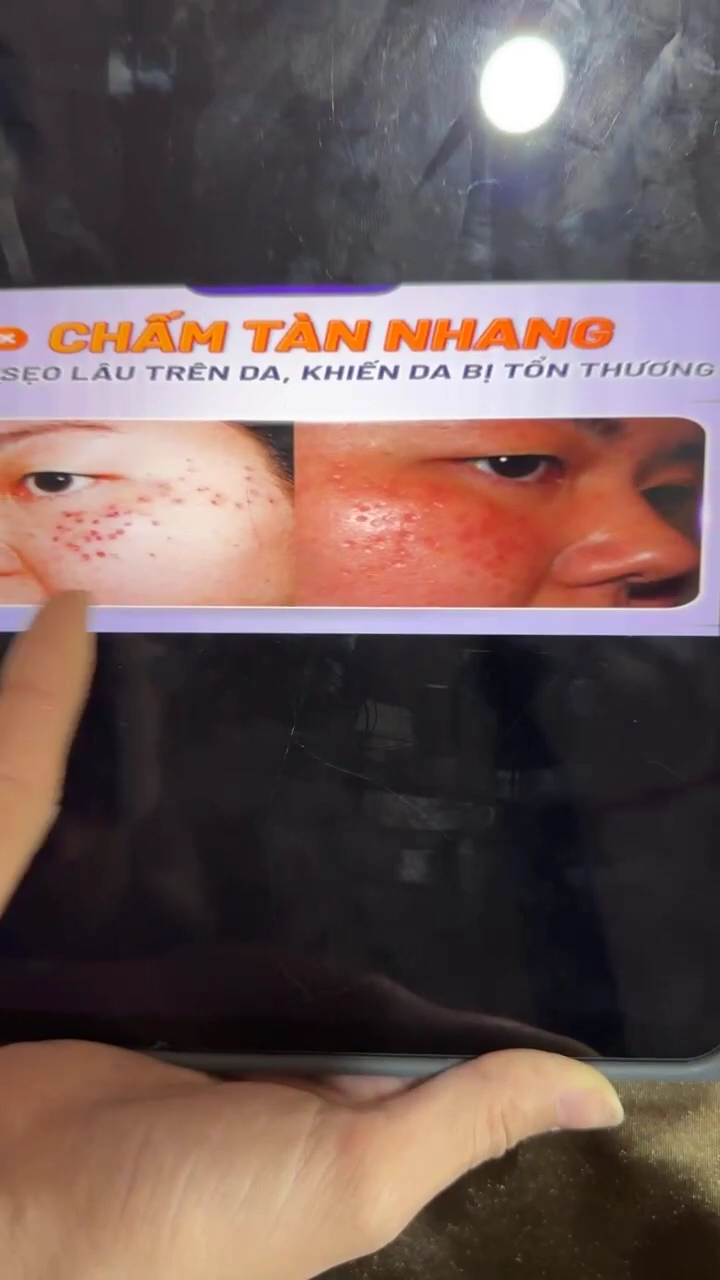 CHẤM TÀN NHANG
SẸO LÂU TRÊN DA, KHIẾN DA BỊ TỔN THƯƠNG